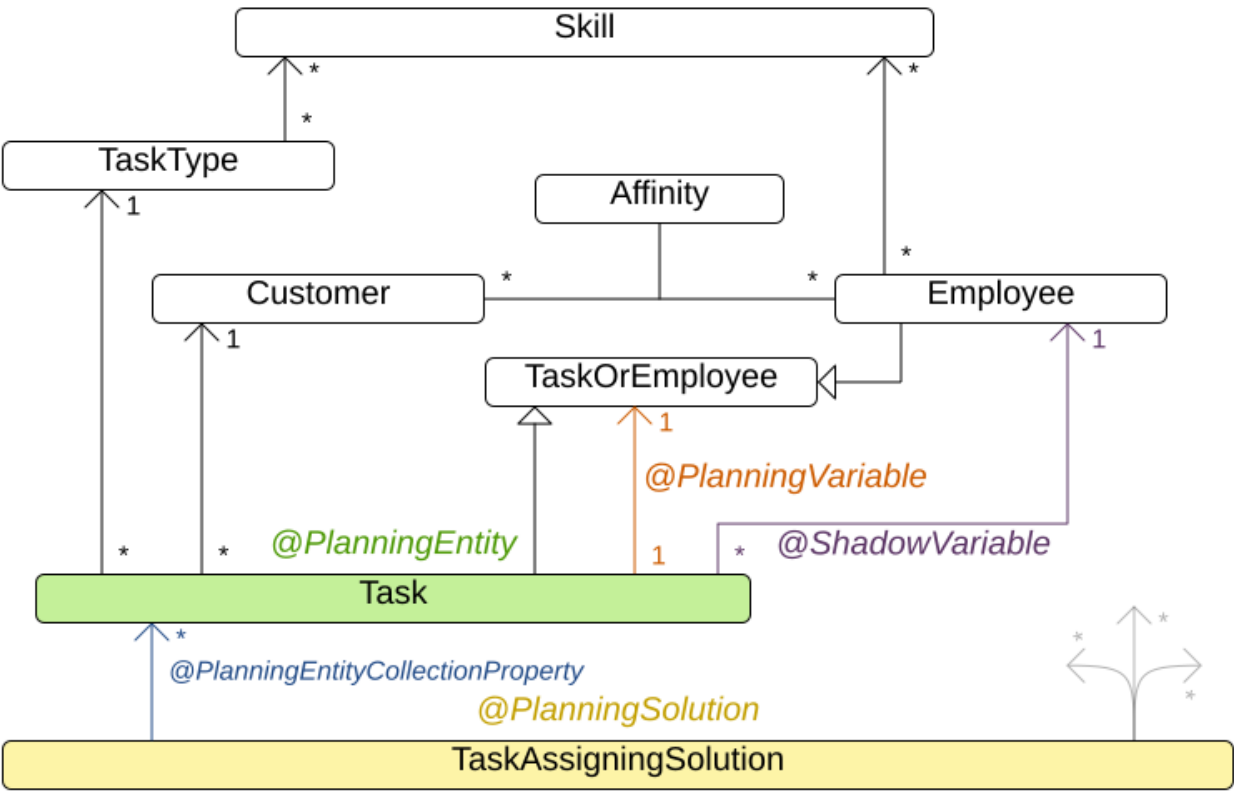 Skill
*
*
*
TaskType
1
Affinity
*
*
*
Customer
Employee
1
1
TaskOrEmployee
1
@PlanningVariable
@PlanningEntity
@ShadowVariable
*
*
1
*
Task
*
*
*
@PlanningEntityCollectionProperty
*
@PlanningSolution
TaskAssigningSolution